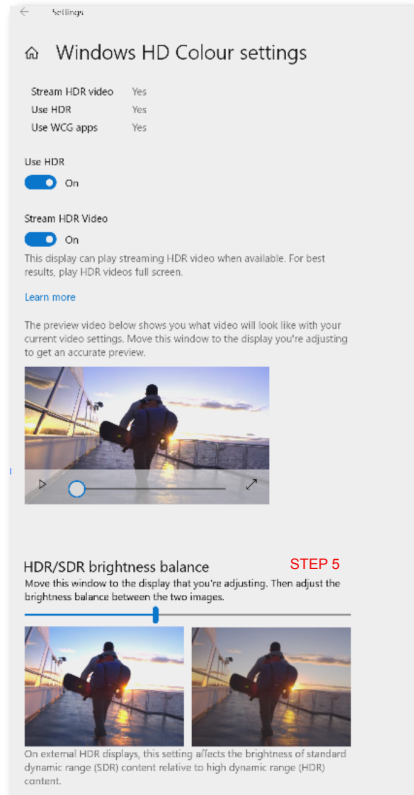 Settings
Windows HD Colour settings
Stream HDR video Yes
Use HDR Yes
Use WCG apps Yes
Use HDR
On
Stream HDR Video
On
This display can play streaming HDR video when available. For best
results, play HDR videos full screen.
Learn more
The preview video below shows you what video will look like with your
current video settings. Move this window to the display you're adjusting
to get an accurate preview.
HDR/SDR brightness balance STEP 5
Move this window to the display that you're adjusting. Then adjust the
brightness balance between the two images.
On external HDR displays, this setting affects the brightness of standard
dynamic range (SDR) content relative to high dynamic range (HDR)
content.